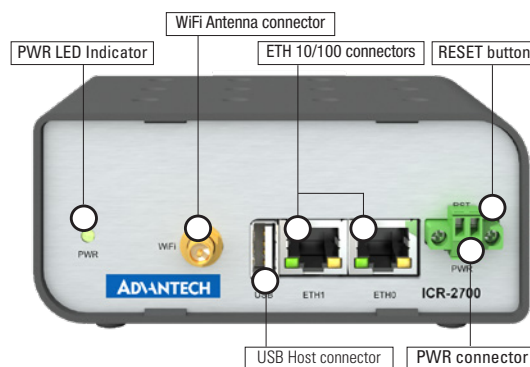 WiFi Antenna connector
PWR LED Indicator
ETH 10/100 connectors
RESET button
RST
PWR
WiFi
PWR
ADVANTECH
USB
ETH1
ETH0
ICR-2700
USB Host connector
PWR connector